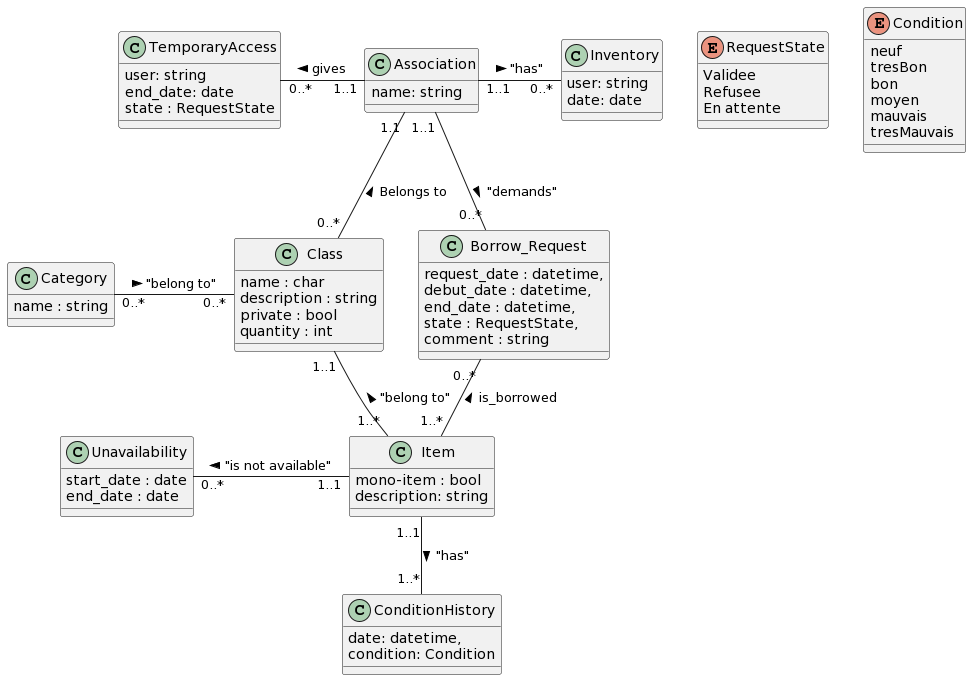 C TemporaryAccess
user: string
end_date: date
state : RequestState
gives
0..*
1..1
C Association
name: string
"has"
1..1
0..*
C Inventory
user: string
date: date
E RequestState
Validee
Refusee
En attente
E Condition
neuf
tresBon
bon
moyen
mauvais
tresMauvais
1..1
1..1
Belongs to
"demands"
0..*
0..*
C Category
name : string
"belong to"
0..*
0..*
C Class
name : char
description : string
private : bool
quantity : int
C Borrow_Request
request_date : datetime,
debut_date : datetime,
end_date : datetime,
state : RequestState,
comment : string
1..1
0..*
"belong to"
is_borrowed
1..*
1..*
C Unavailability
start_date : date
end_date : date
"is not available"
0..*
1..1
C Item
mono-item : bool
description: string
1..1
"has"
1..*
C ConditionHistory
date: datetime,
condition: Condition